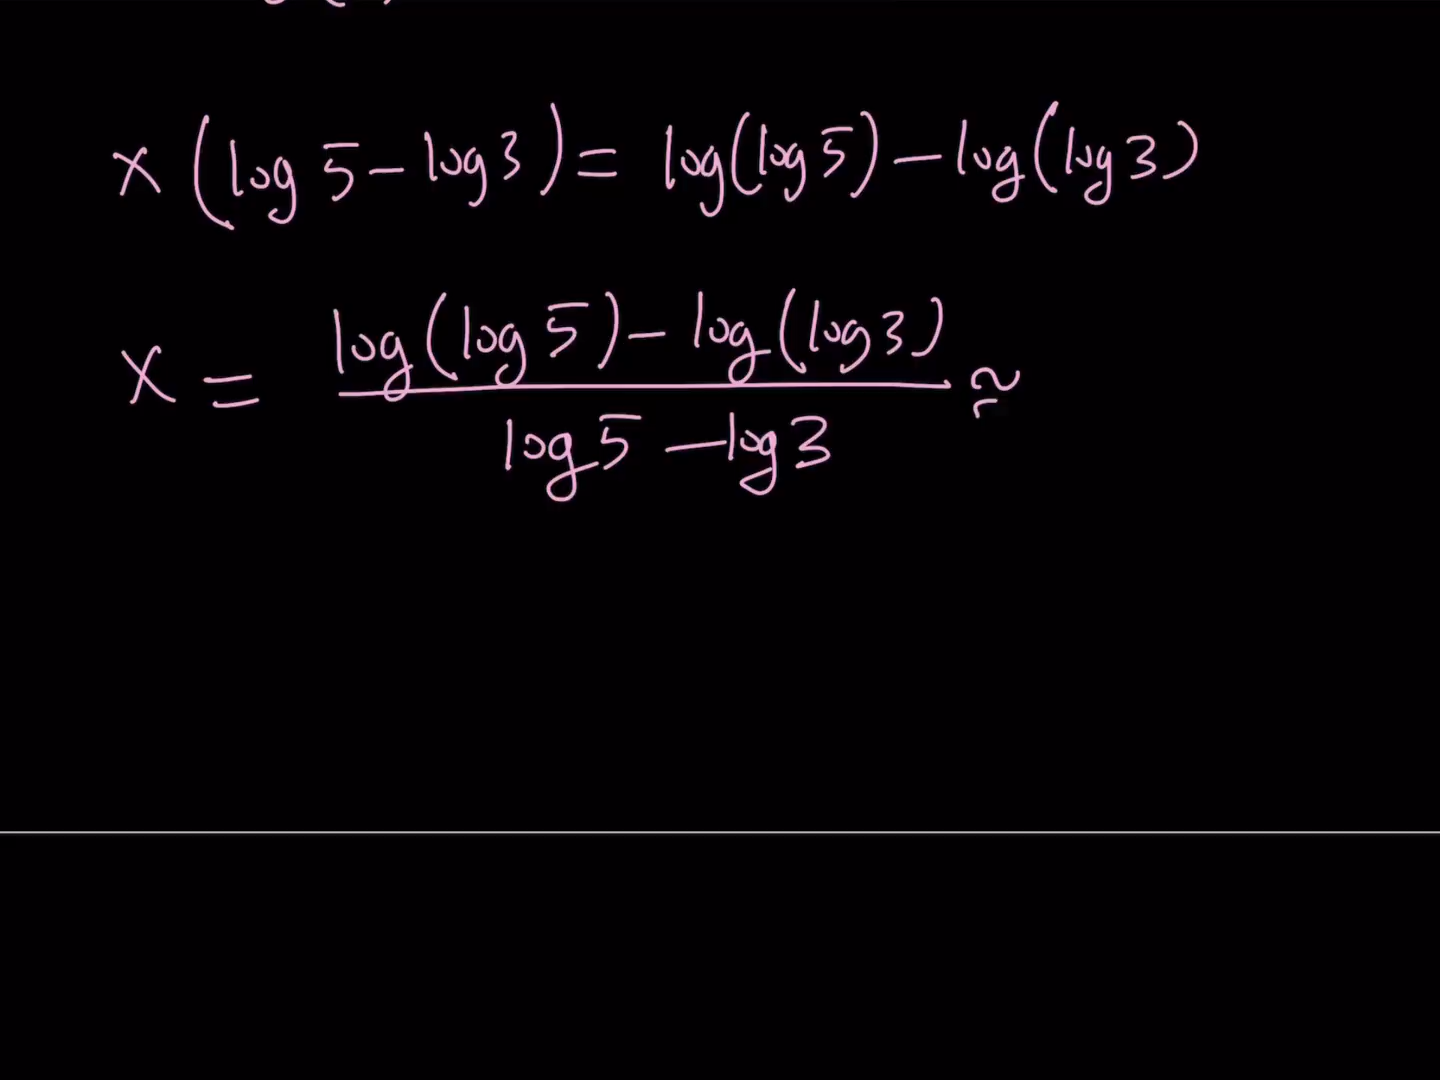 x (log 5 - log 3) = log(log 5) - log(log 3)
x = \frac{log(log 5) - log(log 3)}{log 5 - log 3} ≅